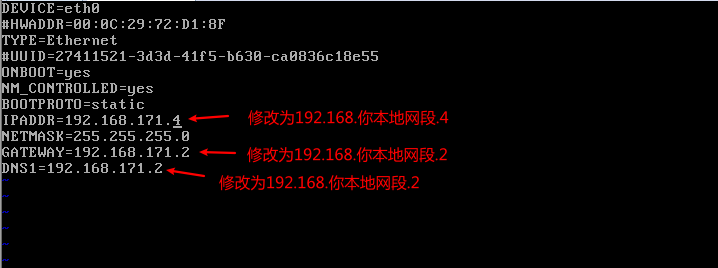 DEVICE=eth0
#HWADDR=00:0C:29:72:D1:8F
TYPE=Ethernet
#UUID=27411521-3d3d-41f5-b630-ca0836c18e55
ONBOOT=yes
NM_CONTROLLED=yes
BOOTPROTO=static
IPADDR=192.168.171.4 修改为192.168.你本地网段.4
NETMASK=255.255.255.0
GATEWAY=192.168.171.2 修改为192.168.你本地网段.2
DNS1=192.168.171.2 修改为192.168.你本地网段.2
~
~
~
~
~